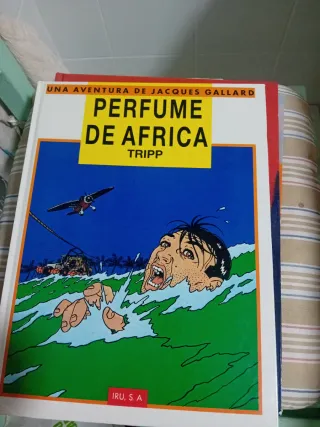 UNA AVENTURA DE JACQUES GALLARD
PERFUME
DE AFRICA
TRIPP
IRU, S.A.